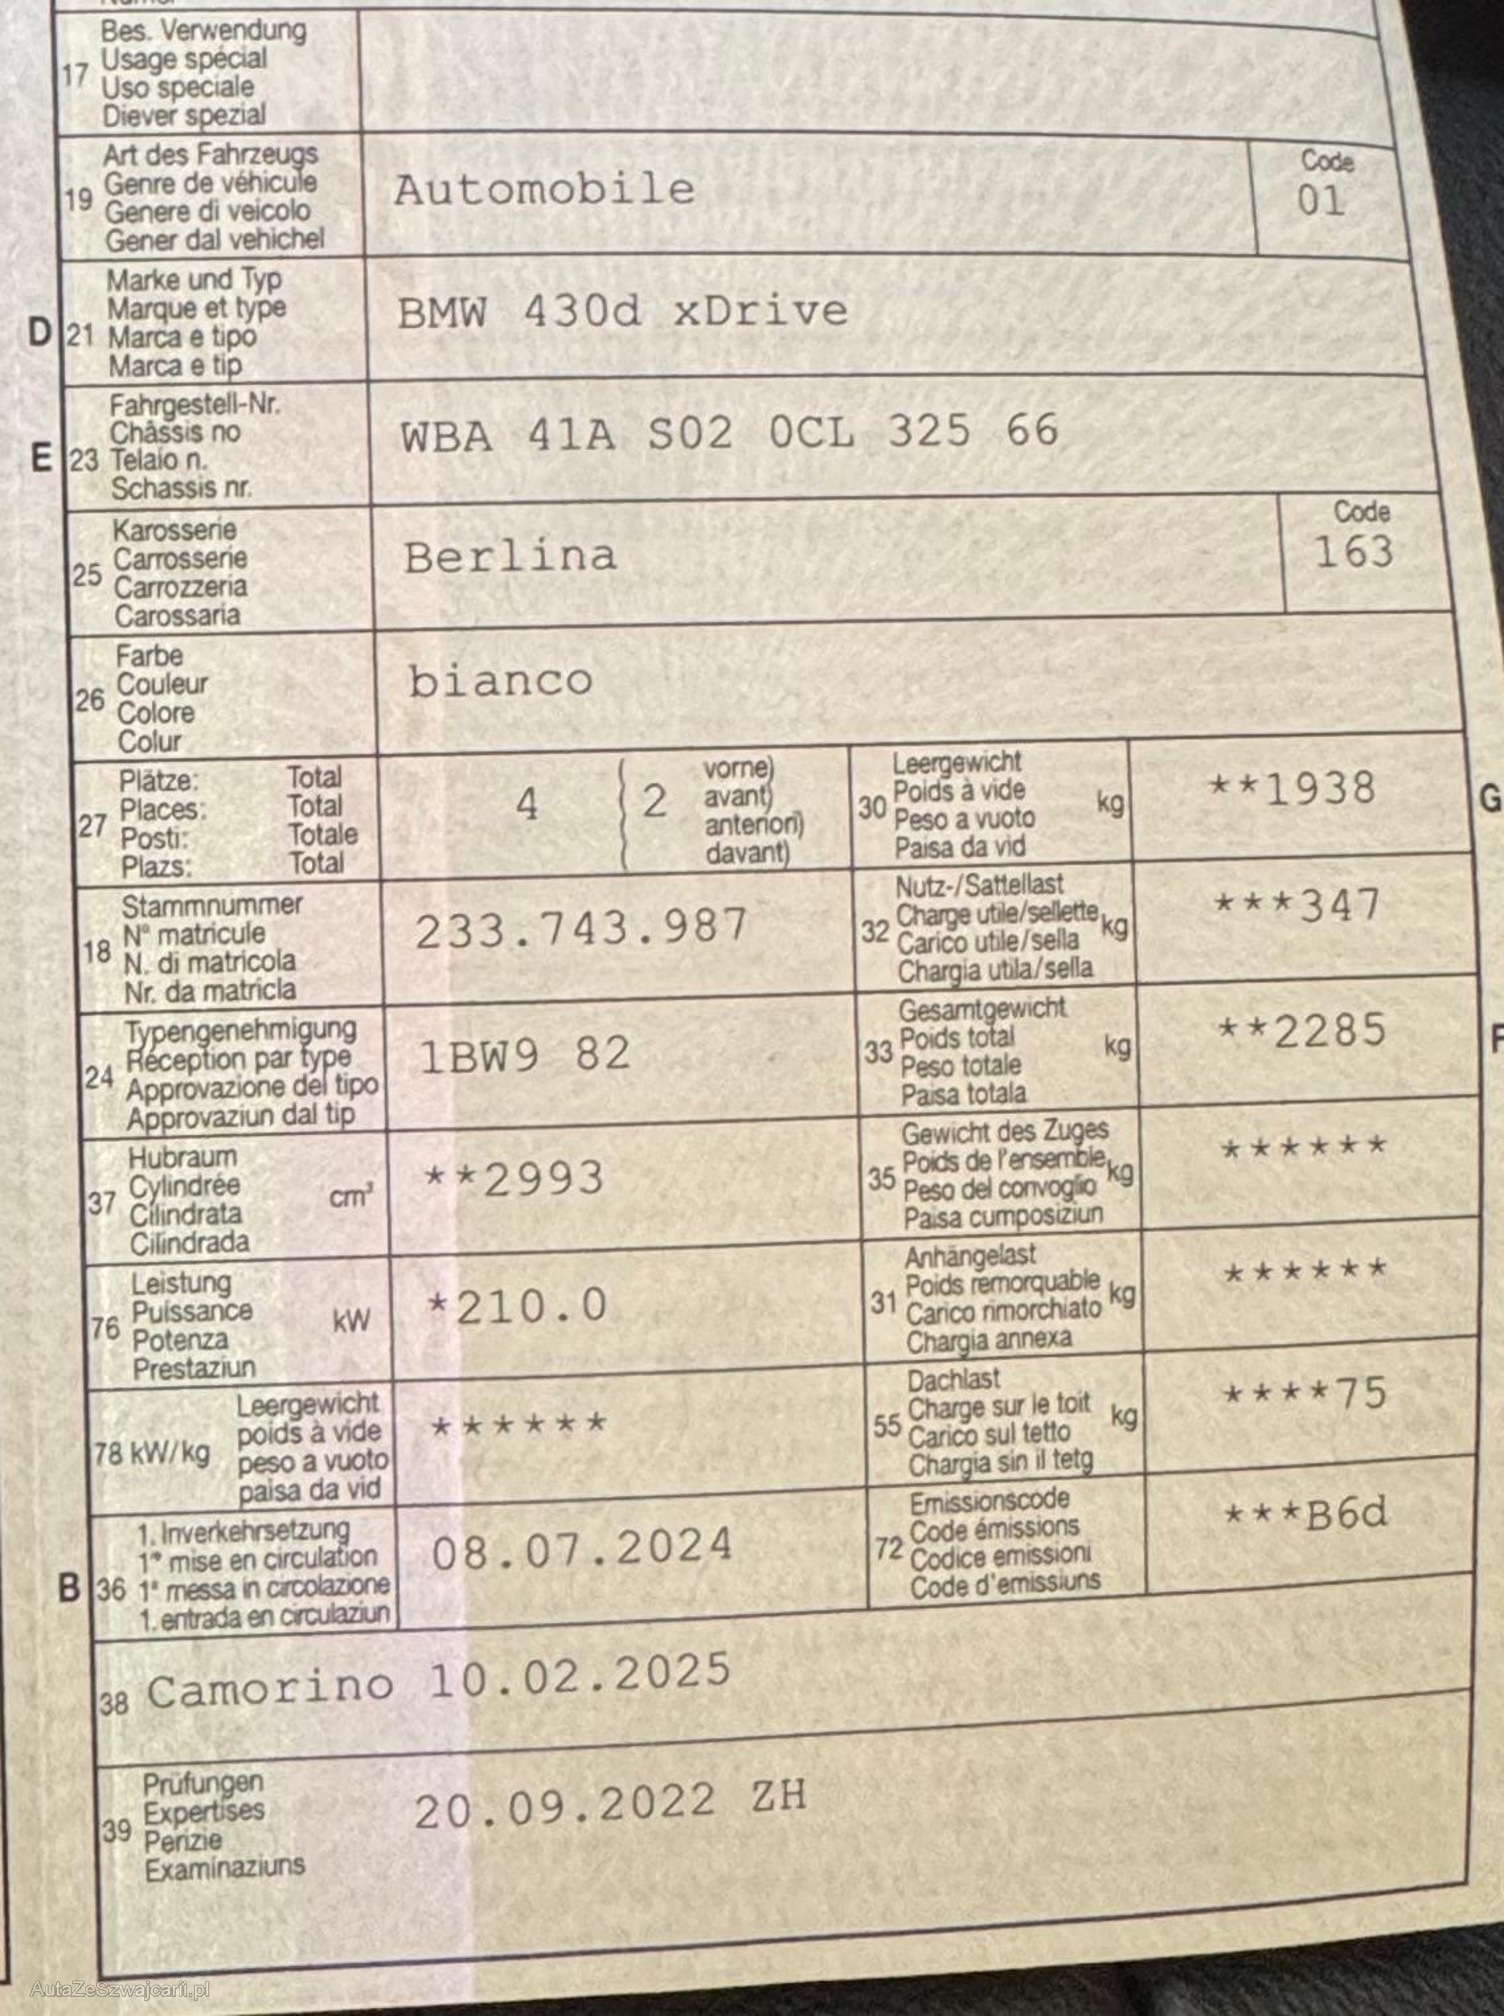 Bes. Verwendung
17 Usage spécial
Uso speciale
Diever spezial
Art des Fahrzeugs
19 Genre de véhicule
Genere di veicolo
Gener dal vehichel
Automobile
Code
01
Marke und Typ
D 21 Marque et type
Marca e tipo
Marca e tip
BMW 430d xDrive
Fahrgestell-Nr.
Châssis no
E 23 Telaio n.
Schassis nr.
WBA 41A S02 0CL 325 66
Karosserie
25 Carrosserie
Carrozzeria
Carossaria
Berlina
Code
163
Farbe
26 Couleur
Colore
Colur
bianco
Plätze: Total
27 Places: Total
Posti: Totale
Plazs: Total
4 ( 2 vorne)
avant)
anteriori)
davant)
Leergewicht
30 Poids à vide kg
Peso a vuoto
Paisa da vid
**1938
G
Stammnummer
18 N° matricule
N. di matricola
Nr. da matricla
233.743.987
Nutz-/Sattellast
32 Charge utile/sellette kg
Carico utile/sella
Chargia utila/sella
***347
Typengenehmigung
24 Réception par type
Approvazione del tipo
Approvaziun dal tip
1BW9 82
Gesamtgewicht
33 Poids total kg
Peso totale
Paisa totala
**2285
F
Hubraum
37 Cylindrée cm³
Cilindrata
Cilindrada
**2993
Gewicht des Zuges
35 Poids de l'ensemble kg
Peso del convoglio
Paisa cumposiziun
******
Leistung
76 Puissance kW
Potenza
Prestaziun
*210.0
Anhängelast
31 Poids remorquable kg
Carico rimorchiato
Chargia annexa
******
Leergewicht
78 kW/kg poids à vide
peso a vuoto
paisa da vid
******
Dachlast
55 Charge sur le toit kg
Carico sul tetto
Chargia sin il tetg
****75
1. Inverkehrsetzung
1° mise en circulation
B 36 1ª messa in circolazione
1. entrada en circulaziun
08.07.2024
Emissionscode
72 Code émissions
Codice emissioni
Code d'emissiuns
***B6d
38 Camorino 10.02.2025
Prüfungen
39 Expertises
Perizie
Examinaziuns
20.09.2022 ZH
AutaZeSzwajcarii.pl